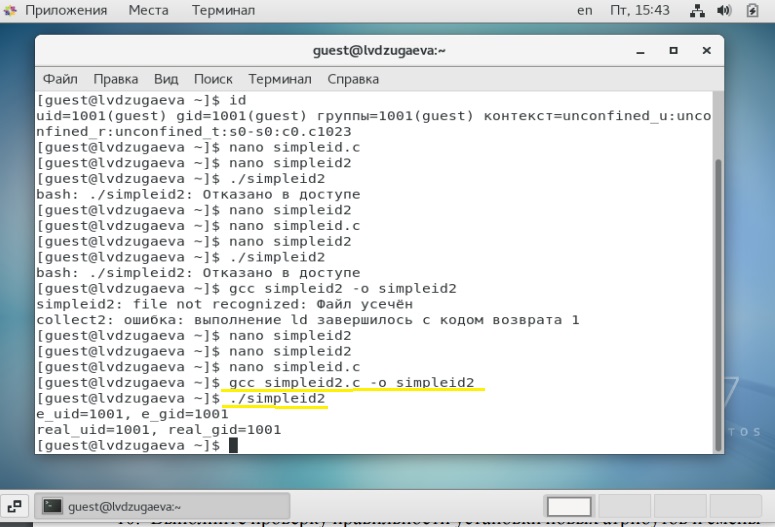 Приложения Места Терминал en Пт, 15:43
guest@lvdzugaeva:~
Файл Правка Вид Поиск Терминал Справка
[guest@lvdzugaeva ~]$ id
uid=1001(guest) gid=1001(guest) группы=1001(guest) контекст=unconfined_u:unco
nfined_r:unconfined_t:s0-s0:c0.c1023
[guest@lvdzugaeva ~]$ nano simpleid.c
[guest@lvdzugaeva ~]$ nano simpleid2
[guest@lvdzugaeva ~]$ ./simpleid2
bash: ./simpleid2: Отказано в доступе
[guest@lvdzugaeva ~]$ nano simpleid2
[guest@lvdzugaeva ~]$ nano simpleid.c
[guest@lvdzugaeva ~]$ nano simpleid2
[guest@lvdzugaeva ~]$ ./simpleid2
bash: ./simpleid2: Отказано в доступе
[guest@lvdzugaeva ~]$ gcc simpleid2 -o simpleid2
simpleid2: file not recognized: Файл усечён
collect2: ошибка: выполнение ld завершилось с кодом возврата 1
[guest@lvdzugaeva ~]$ nano simpleid2
[guest@lvdzugaeva ~]$ nano simpleid2
[guest@lvdzugaeva ~]$ nano simpleid.c
[guest@lvdzugaeva ~]$ gcc simpleid2.c -o simpleid2
[guest@lvdzugaeva ~]$ ./simpleid2
e_uid=1001, e_gid=1001
real_uid=1001, real_gid=1001
[guest@lvdzugaeva ~]$
7
TOS
guest@lvdzugaeva:~